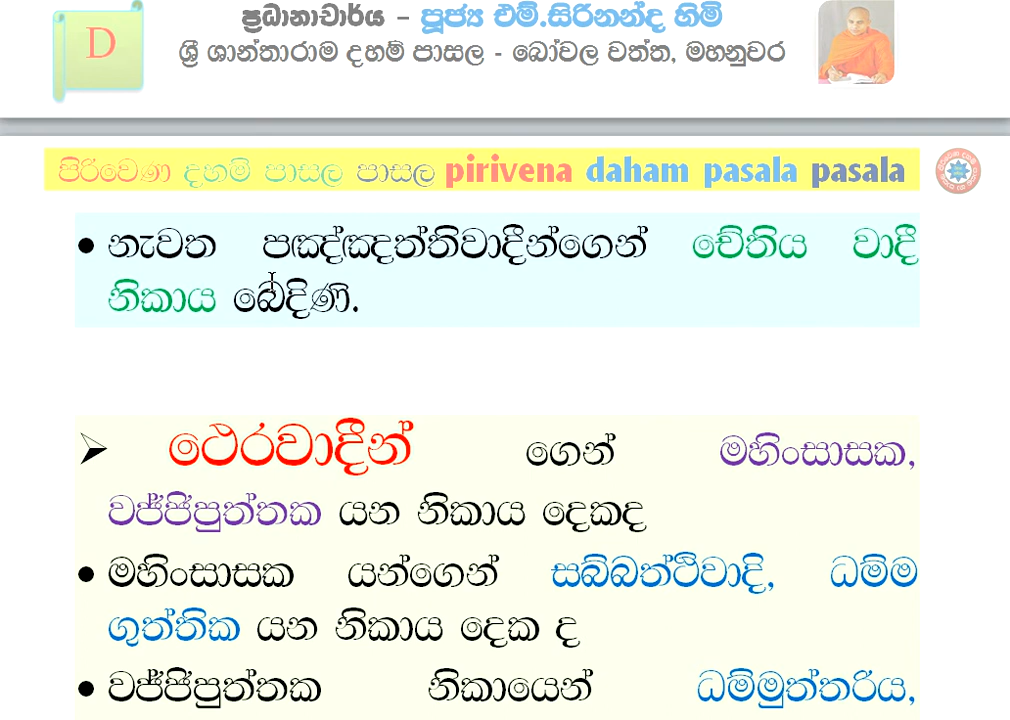 D
ප්‍රධානාචාර්ය – පූජ්‍ය එම්.සිරිනන්ද හිමි
ශ්‍රී ශාන්තාරාම දහම් පාසල - බෝවල වත්ත, මහනුවර
පිරිවෙණ දහම් පාසල පාසල pirivena daham pasala pasala
• නැවත පඤ්ඤත්තිවාදීන්ගෙන් චේතිය වාදී
නිකාය බේදිණි.
➢ ථෙරවාදීන් ගෙන් මහිංසාසක,
වජ්ජිපුත්තක යන නිකාය දෙකද
• මහිංසාසක යන්ගෙන් සබ්බත්ථිවාදි, ධම්ම
ගුත්තික යන නිකාය දෙක ද
• වජ්ජිපුත්තක නිකායෙන් ධම්මුත්තරිය,